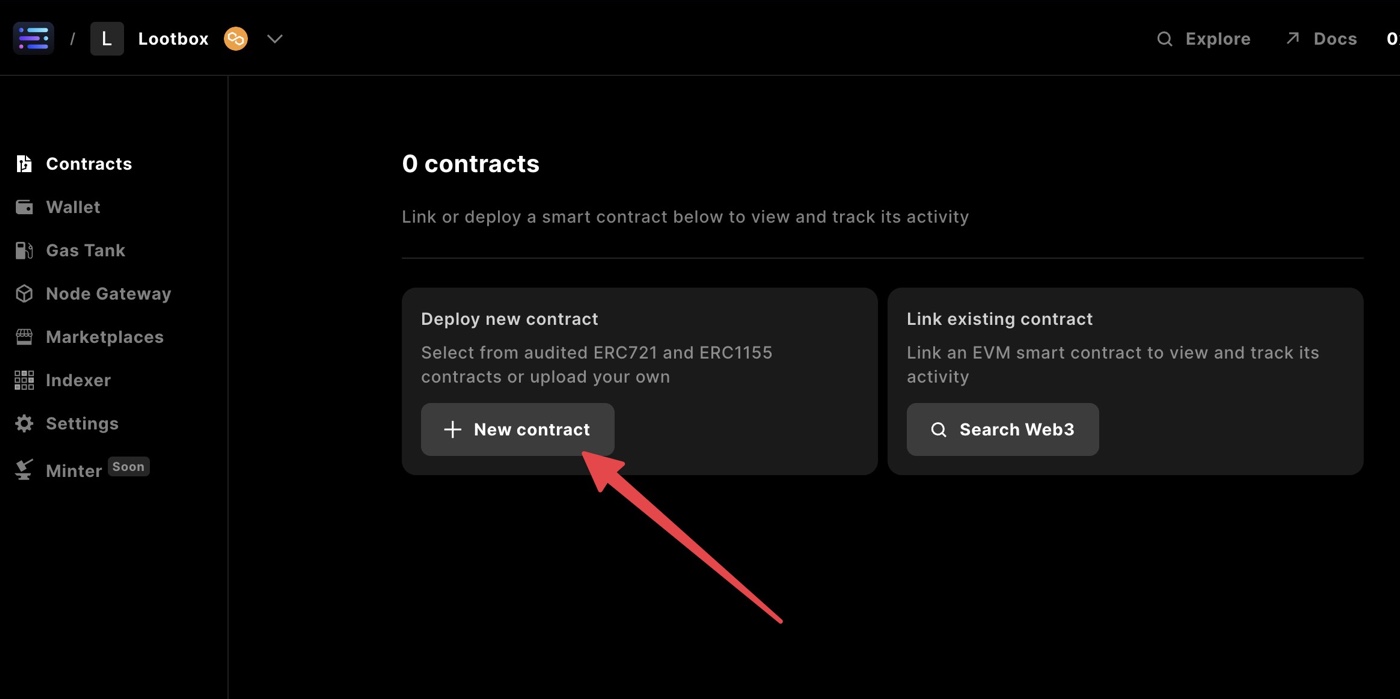 / L Lootbox
Explore Docs 0
Contracts
Wallet
Gas Tank
Node Gateway
Marketplaces
Indexer
Settings
Minter Soon
0 contracts
Link or deploy a smart contract below to view and track its activity
Deploy new contract
Select from audited ERC721 and ERC1155
contracts or upload your own
New contract
Link existing contract
Link an EVM smart contract to view and track its
activity
Search Web3